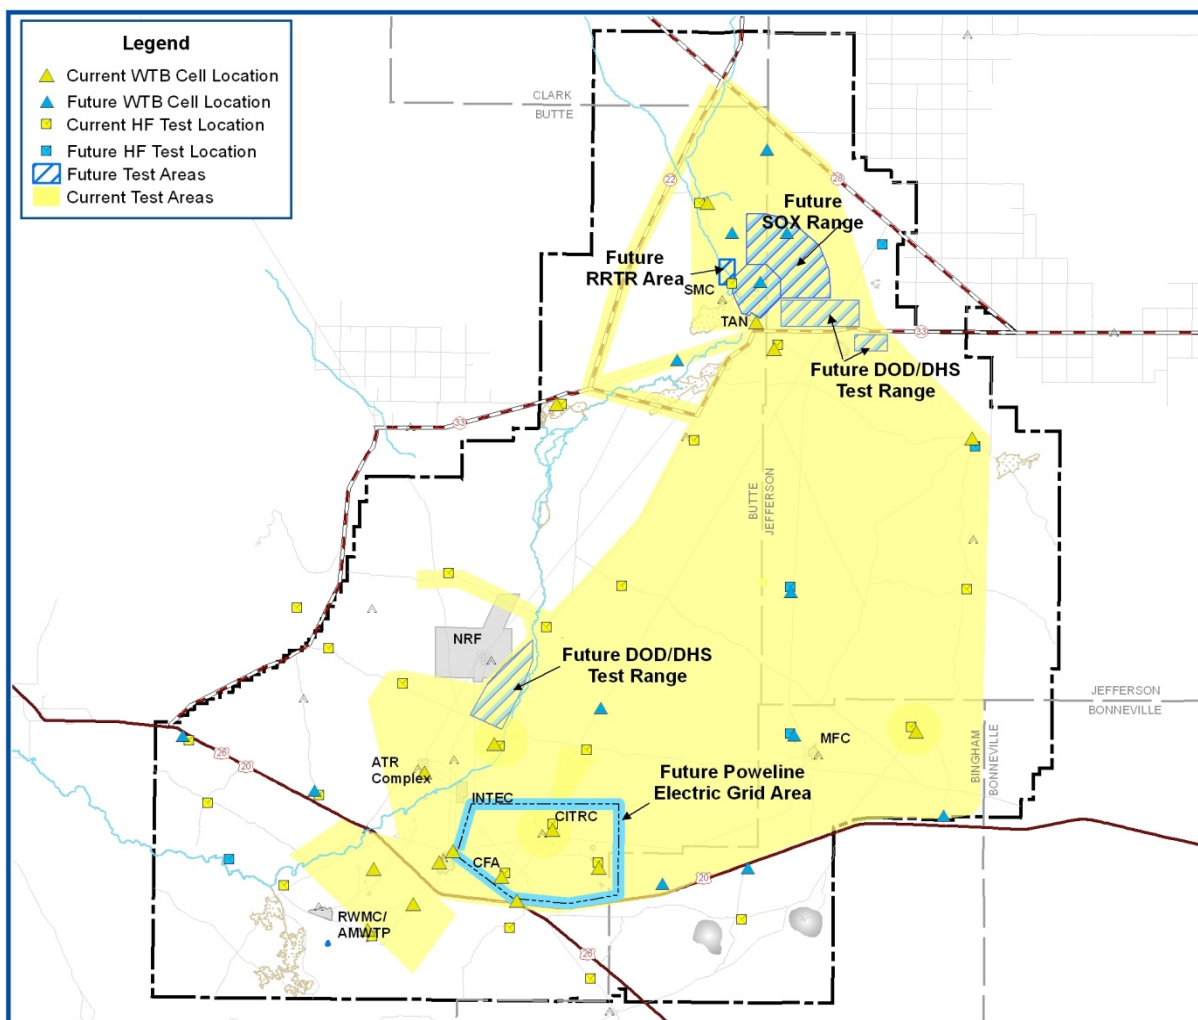 Legend
Current WTB Cell Location
Future WTB Cell Location
Current HF Test Location
Future HF Test Location
Future Test Areas
Current Test Areas
CLARK
BUTTE
22
28
Future
SOX Range
Future
RRTR Area
SMC
TAN
33
Future DOD/DHS
Test Range
33
BUTTE
JEFFERSON
NRF
Future DOD/DHS
Test Range
JEFFERSON
BONNEVILLE
MFC
BINGHAM
BONNEVILLE
26
20
ATR
Complex
Future Poweline
Electric Grid Area
INTEC
CITRC
CFA
20
RWMC/
AMWTP
26